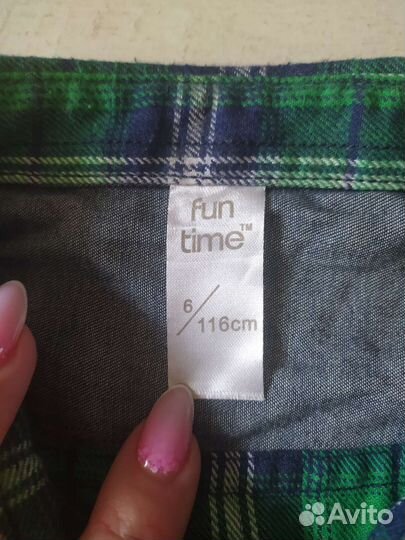 fun
time™
6/116cm
Avito